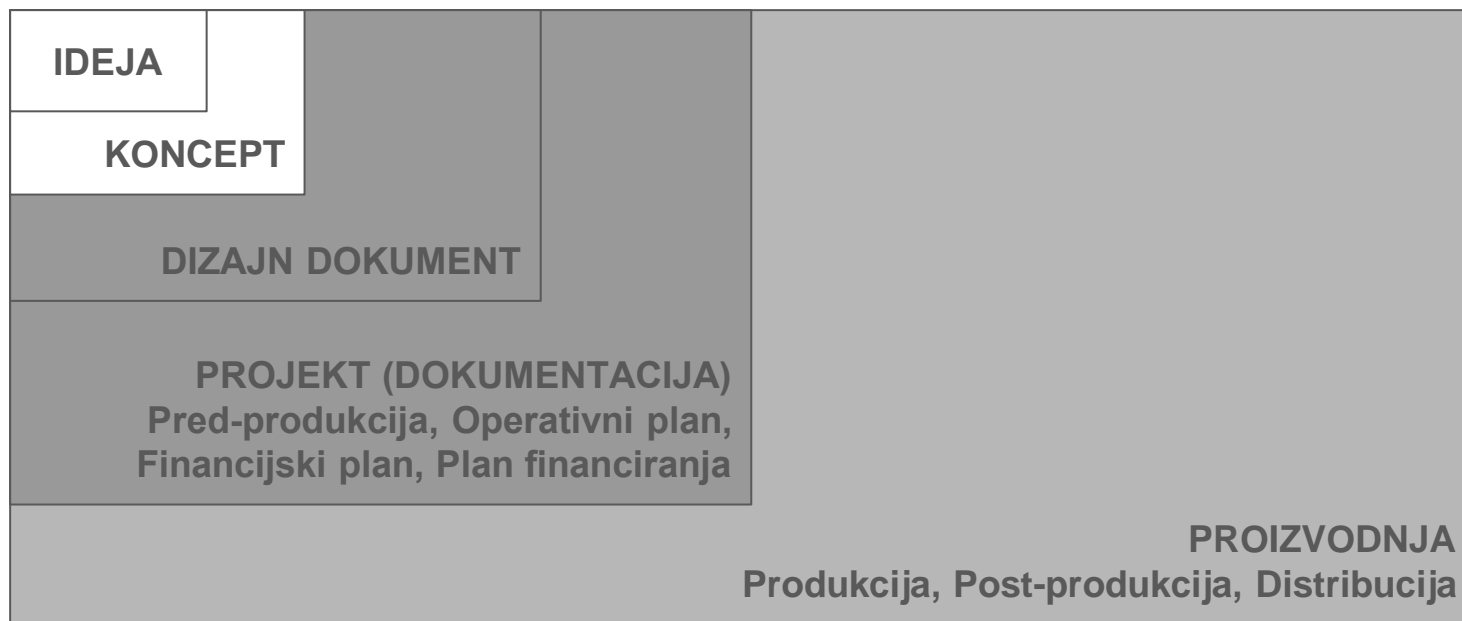 IDEJA
KONCEPT
DIZAJN DOKUMENT
PROJEKT (DOKUMENTACIJA)
Pred-produkcija, Operativni plan,
Financijski plan, Plan financiranja
PROIZVODNJA
Produkcija, Post-produkcija, Distribucija